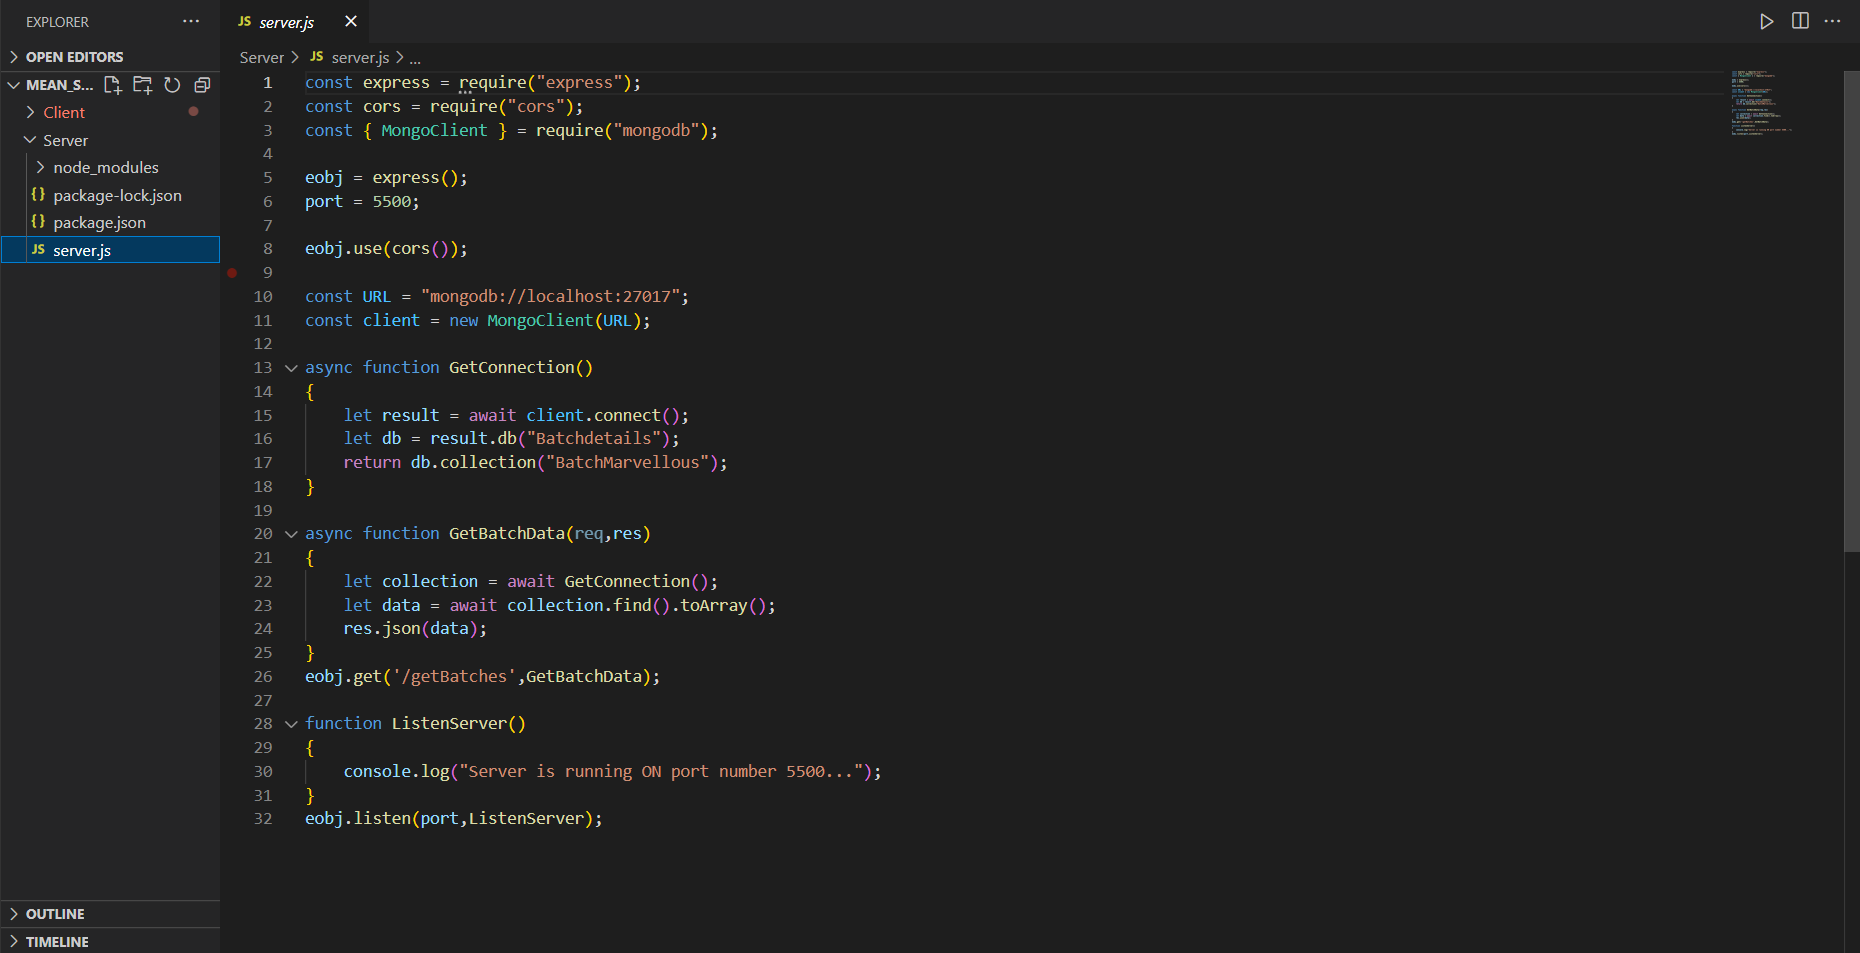 EXPLORER
OPEN EDITORS
MEAN_S...
Client
Server
node_modules
package-lock.json
package.json
JS server.js
OUTLINE
TIMELINE
JS server.js
Server > JS server.js > ...
1 const express = require("express");
2 const cors = require("cors");
3 const { MongoClient } = require("mongodb");
4
5 eobj = express();
6 port = 5500;
7
8 eobj.use(cors());
9
10 const URL = "mongodb://localhost:27017";
11 const client = new MongoClient(URL);
12
13 async function GetConnection()
14 {
15     let result = await client.connect();
16     let db = result.db("Batchdetails");
17     return db.collection("BatchMarvellous");
18 }
19
20 async function GetBatchData(req,res)
21 {
22     let collection = await GetConnection();
23     let data = await collection.find().toArray();
24     res.json(data);
25 }
26 eobj.get('/getBatches',GetBatchData);
27
28 function ListenServer()
29 {
30     console.log("Server is running ON port number 5500...");
31 }
32 eobj.listen(port,ListenServer);